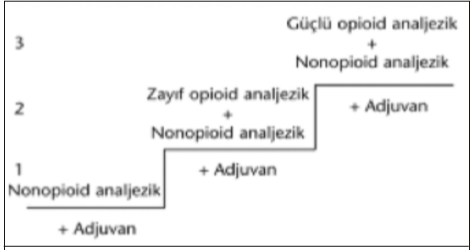 Güçlü opioid analjezik
3
+
Nonopioid analjezik
Zayıf opioid analjezik
2
+
+ Adjuvan
Nonopioid analjezik
1
+ Adjuvan
Nonopioid analjezik
+ Adjuvan